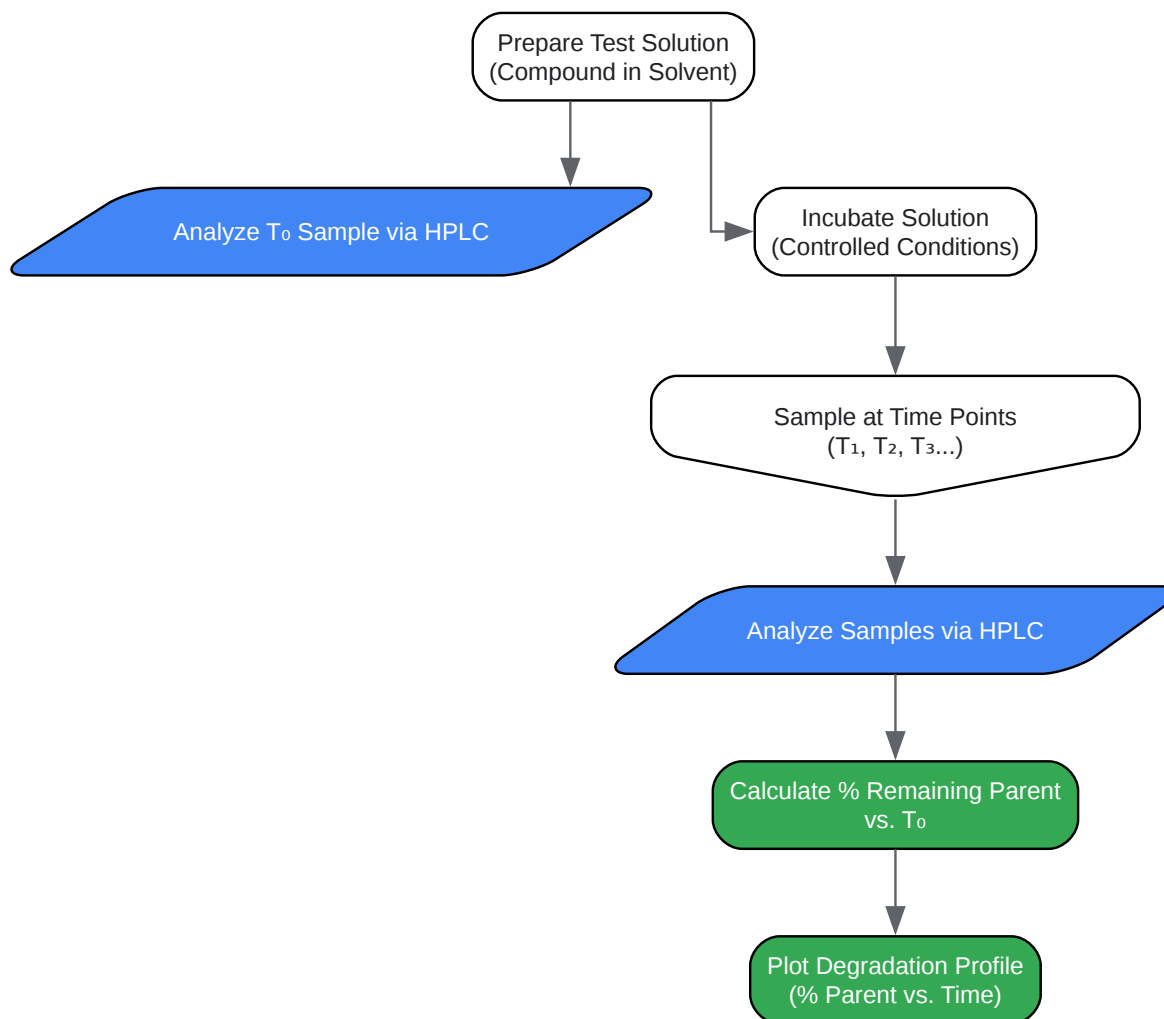 Prepare Test Solution
(Compound in Solvent)
Analyze T₀ Sample via HPLC
Incubate Solution
(Controlled Conditions)
Sample at Time Points
(T₁, T₂, T₃...)
Analyze Samples via HPLC
Calculate % Remaining Parent
vs. T₀
Plot Degradation Profile
(% Parent vs. Time)